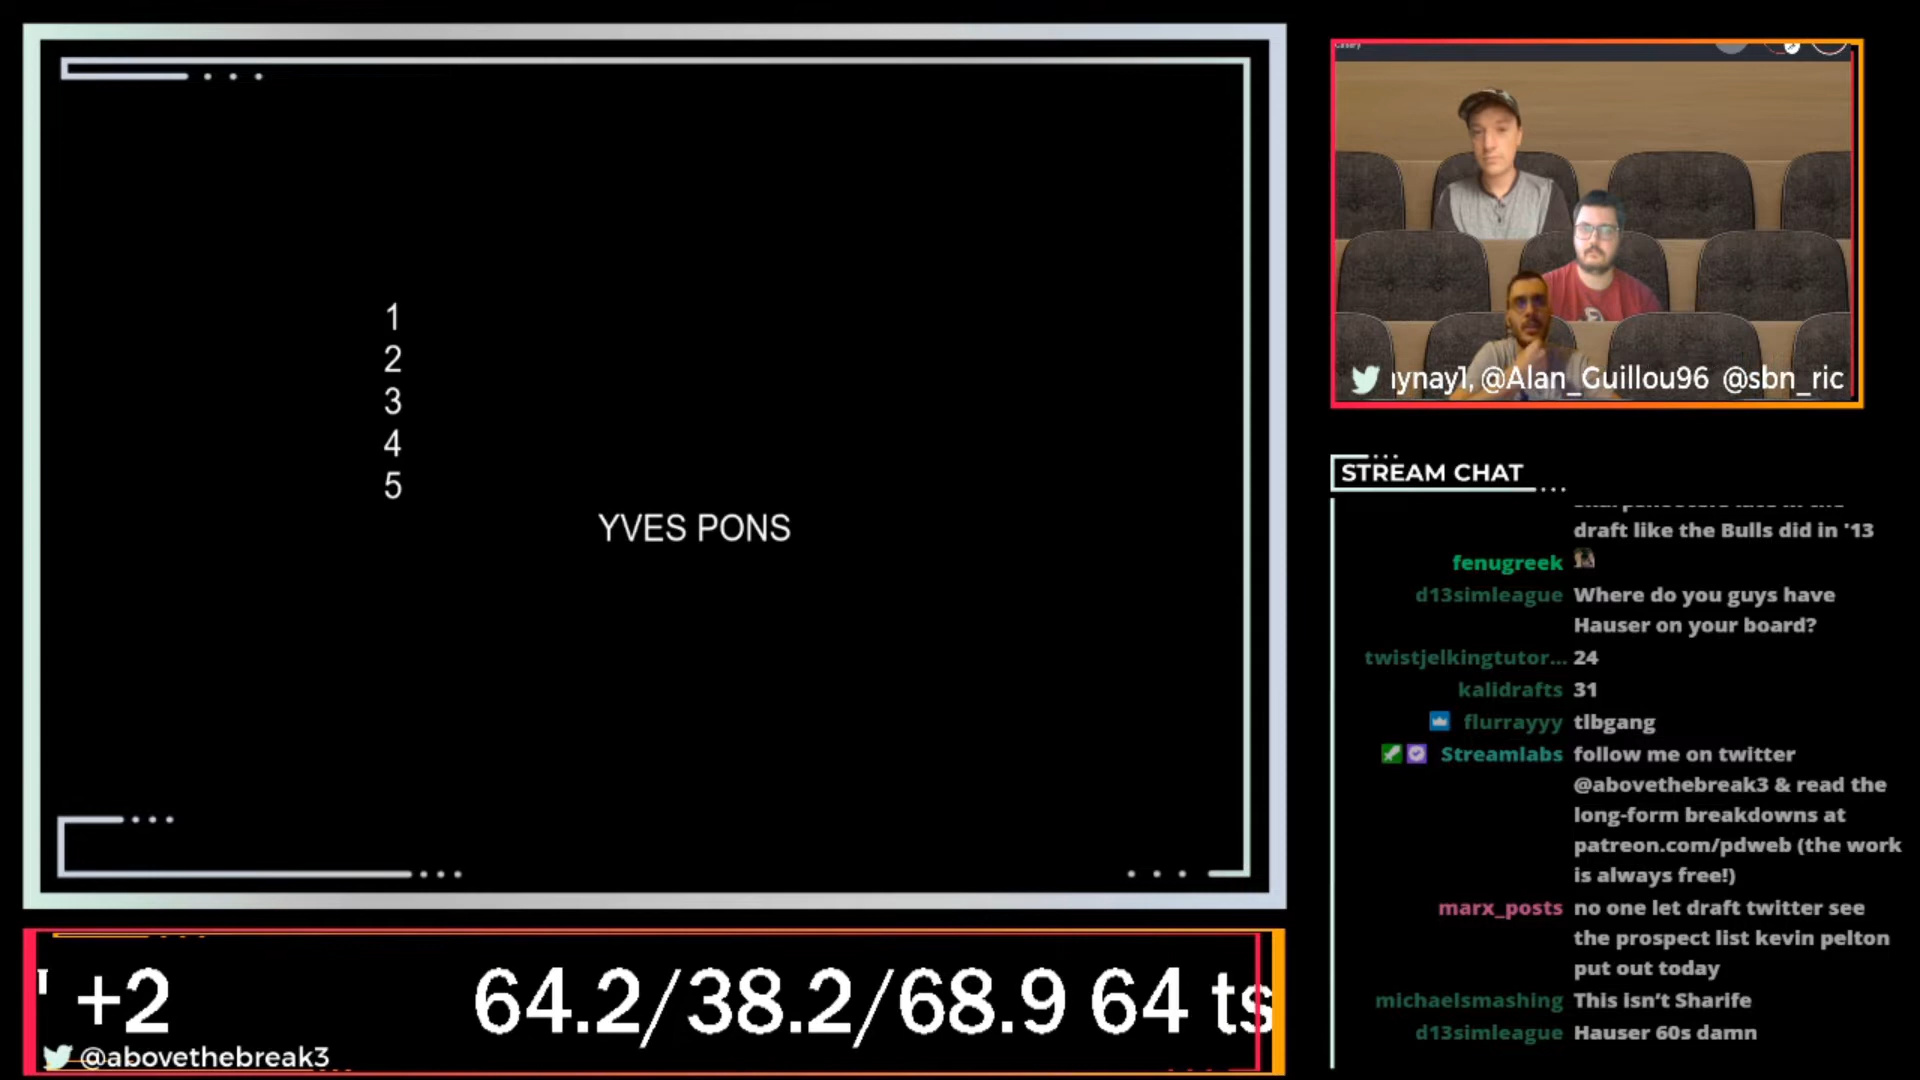 1
2
3
4
5
YVES PONS
+2 64.2/38.2/68.9 64 ts
@abovethebreak3
@Alan_Guillou96 @sbn_ric
STREAM CHAT
draft like the Bulls did in '13
fenugreek
d13simleague Where do you guys have
Hauser on your board?
twistjelkingtutor... 24
kalidrafts 31
flurrayyy tlbgang
Streamlabs follow me on twitter
@abovethebreak3 & read the
long-form breakdowns at
patreon.com/pdweb (the work
is always free!)
marx_posts no one let draft twitter see
the prospect list kevin pelton
put out today
michaelsmashing This isn’t Sharife
d13simleague Hauser 60s damn